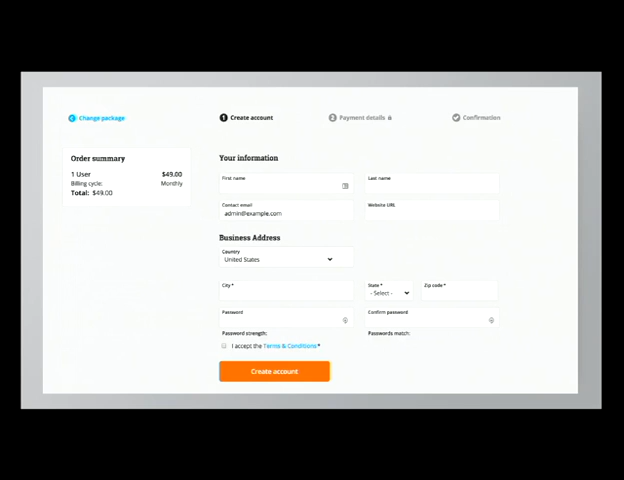 Change package
1 Create account
2 Payment details
Confirmation
Order summary
1 User $49.00
Billing cycle: Monthly
Total: $49.00
Your information
First name
Last name
Contact email
admin@example.com
Website URL
Business Address
Country
United States
City*
State*
- Select -
Zip code*
Password
Confirm password
Password strength:
Passwords match:
I accept the Terms & Conditions*
Create account